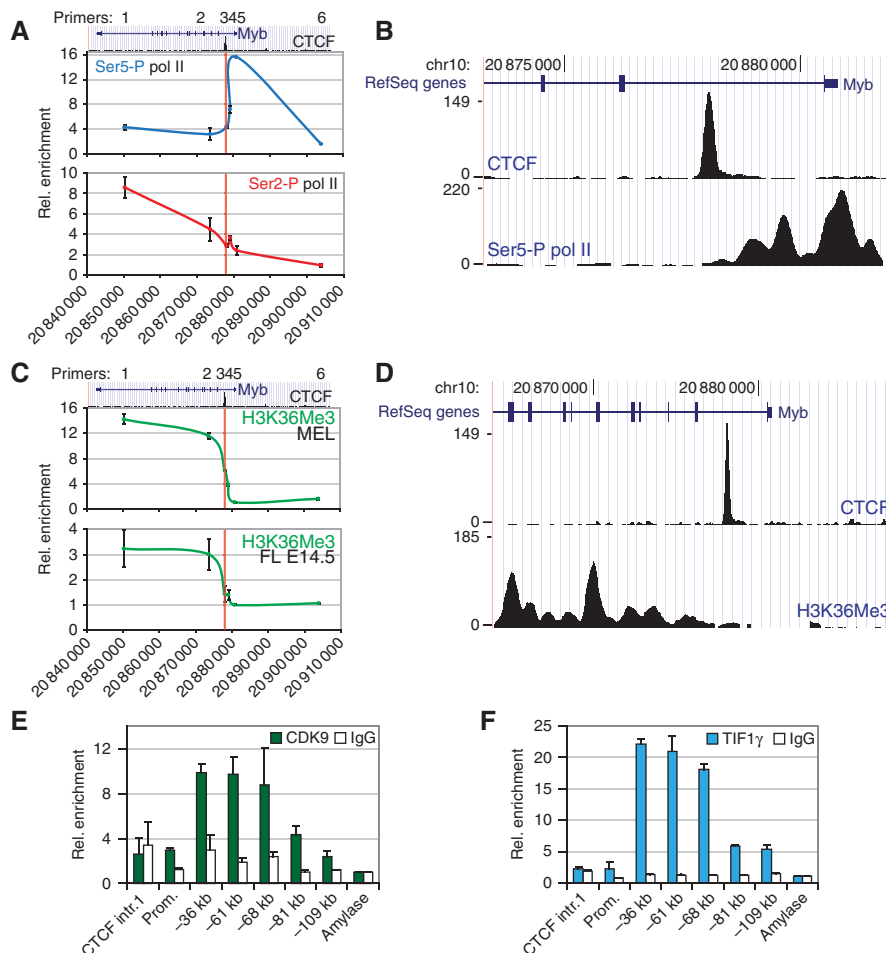 A
Primers: 1 2 345 6
Myb
CTCF
Ser5-P pol II
16
12
8
4
0
Ser2-P pol II
10
8
6
4
2
0
Rel. enrichment
20 840 000
20 850 000
20 860 000
20 870 000
20 880 000
20 890 000
20 900 000
20 910 000
B
chr10: 20 875 000 20 880 000
RefSeq genes
Myb
149
CTCF
0
220
Ser5-P pol II
0
C
Primers: 1 2 345 6
Myb
CTCF
H3K36Me3
MEL
16
12
8
4
0
H3K36Me3
FL E14.5
4
3
2
1
0
Rel. enrichment
20 840 000
20 850 000
20 860 000
20 870 000
20 880 000
20 890 000
20 900 000
20 910 000
D
chr10: 20 870 000 20 880 000
RefSeq genes
Myb
149
CTCF
0
185
H3K36Me3
0
E
CDK9 IgG
Rel. enrichment
12
8
4
0
CTCF intr.1
Prom.
–36 kb
–61 kb
–68 kb
–81 kb
–109 kb
Amylase
F
TIF1γ IgG
Rel. enrichment
25
20
15
10
5
0
CTCF intr.1
Prom.
–36 kb
–61 kb
–68 kb
–81 kb
–109 kb
Amylase